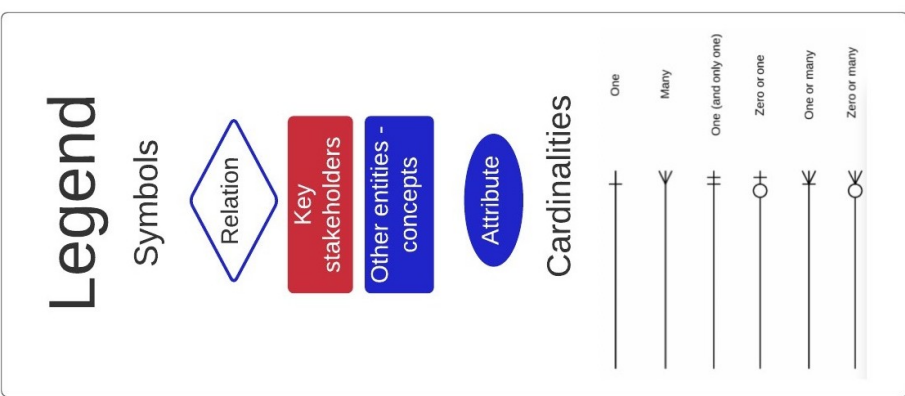 Legend
Symbols
Relation
Key
stakeholders
Other entities -
concepts
Attribute
Cardinalities
One
Many
One (and only one)
Zero or one
One or many
Zero or many